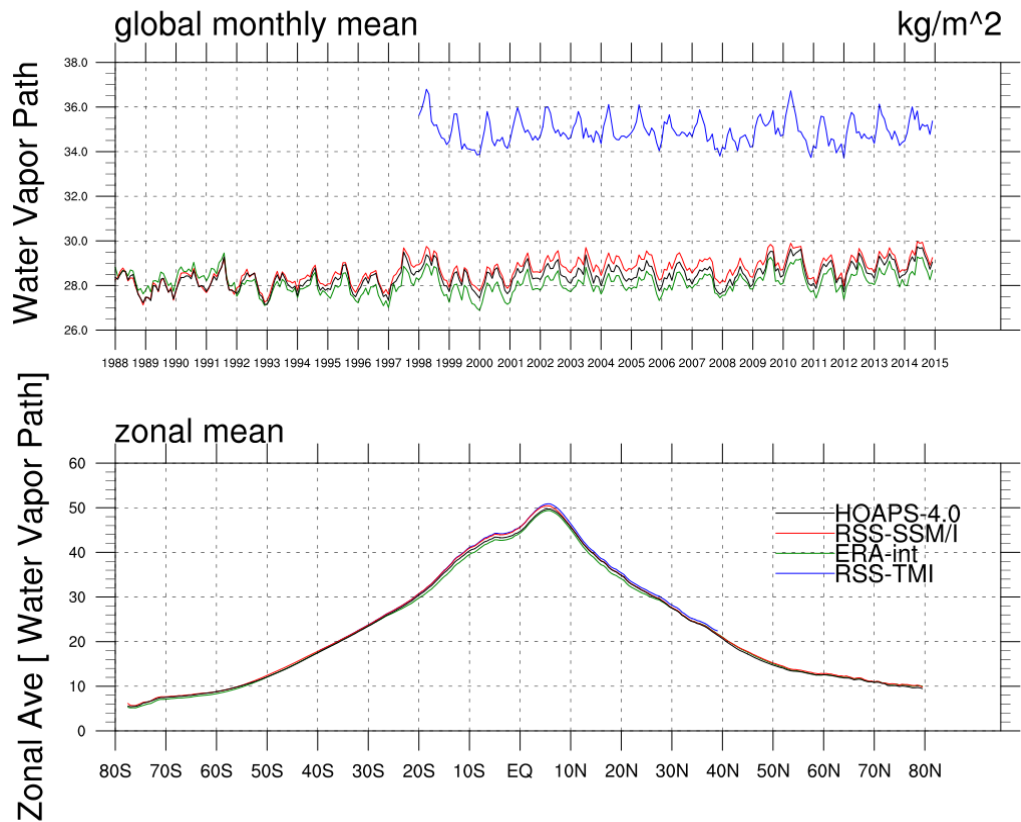 global monthly mean kg/m^2
Water Vapor Path
38.0
36.0
34.0
32.0
30.0
28.0
26.0
1988 1989 1990 1991 1992 1993 1994 1995 1996 1997 1998 1999 2000 2001 2002 2003 2004 2005 2006 2007 2008 2009 2010 2011 2012 2013 2014 2015
zonal mean
Zonal Ave [ Water Vapor Path]
60
50
40
30
20
10
0
HOAPS-4.0
RSS-SSM/I
ERA-int
RSS-TMI
80S 70S 60S 50S 40S 30S 20S 10S EQ 10N 20N 30N 40N 50N 60N 70N 80N